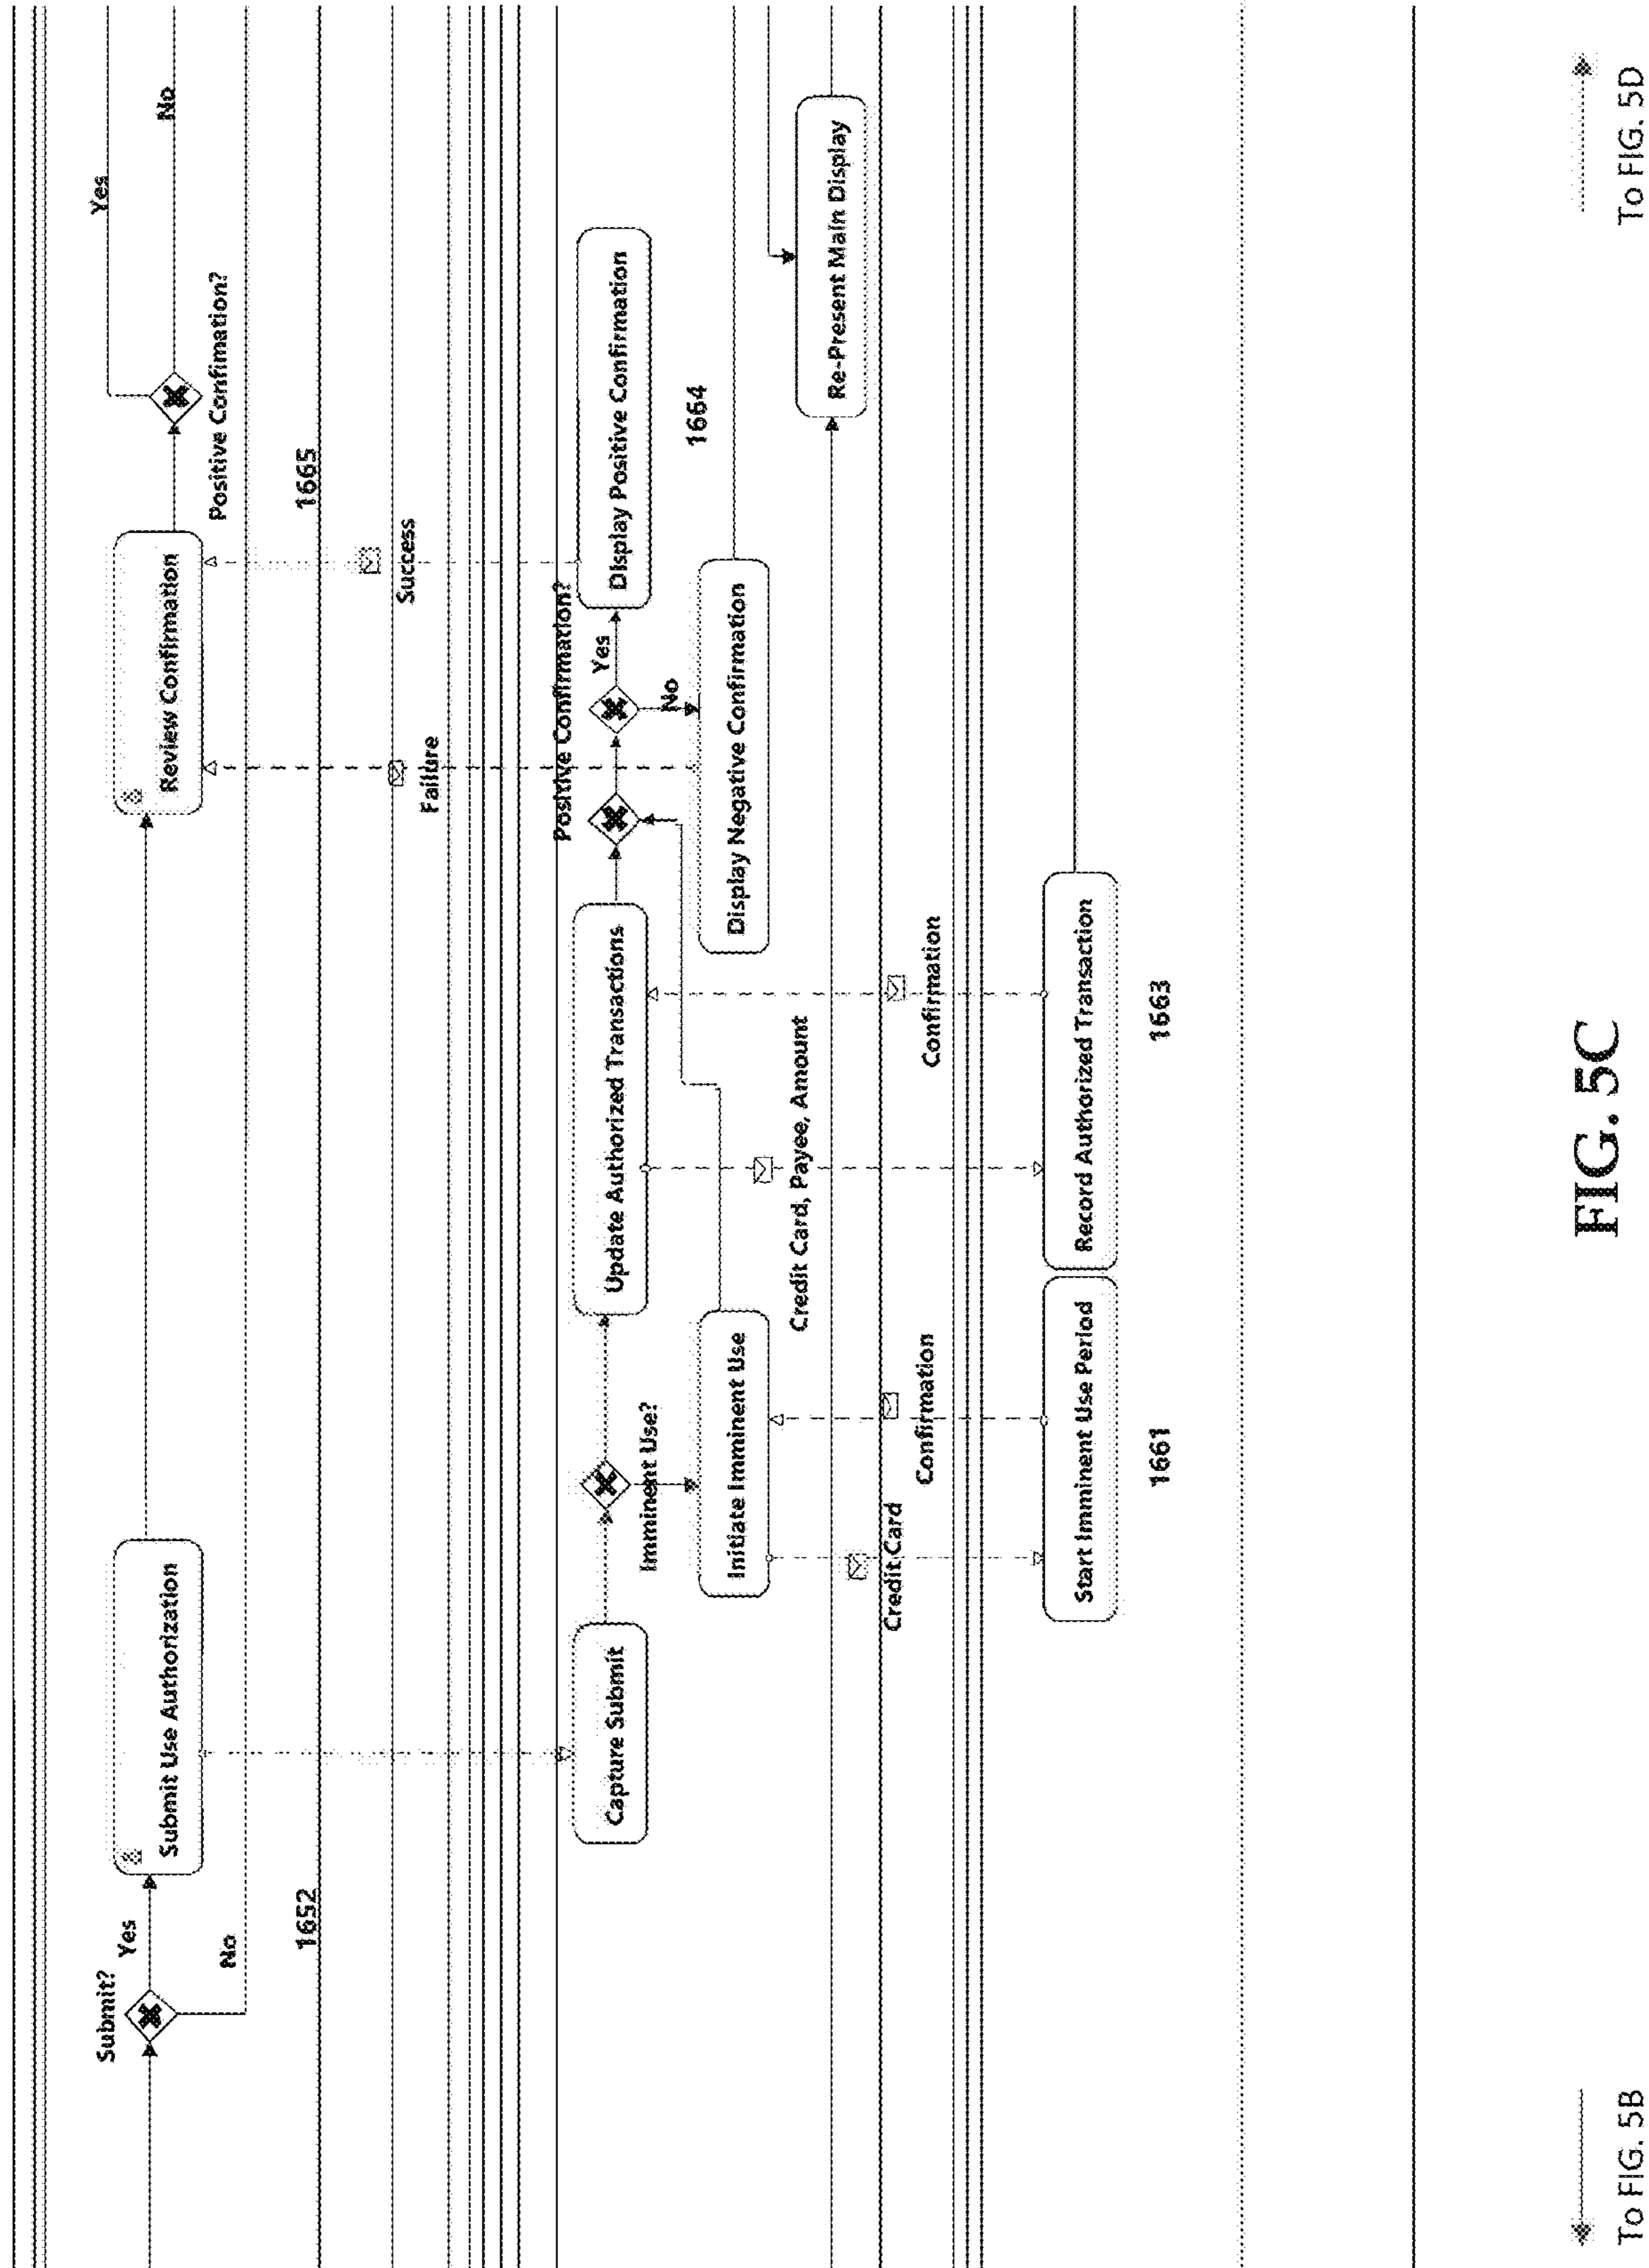 Submit?
Yes
No
Submit Use Authorization
1652
Review Confirmation
1665
Positive Confimation?
Yes
No
Failure
Success
Capture Submit
Imminent Use?
Initiate Imminent Use
Update Authorized Transactions
Positive Confirmation?
Yes
No
Display Positive Confirmation
Display Negative Confirmation
1664
Re-Present Main Display
Credit Card
Confirmation
Credit Card, Payee, Amount
Confirmation
Start Imminent Use Period
1661
Record Authorized Transaction
1663
To FIG. 5B
FIG. 5C
To FIG. 5D